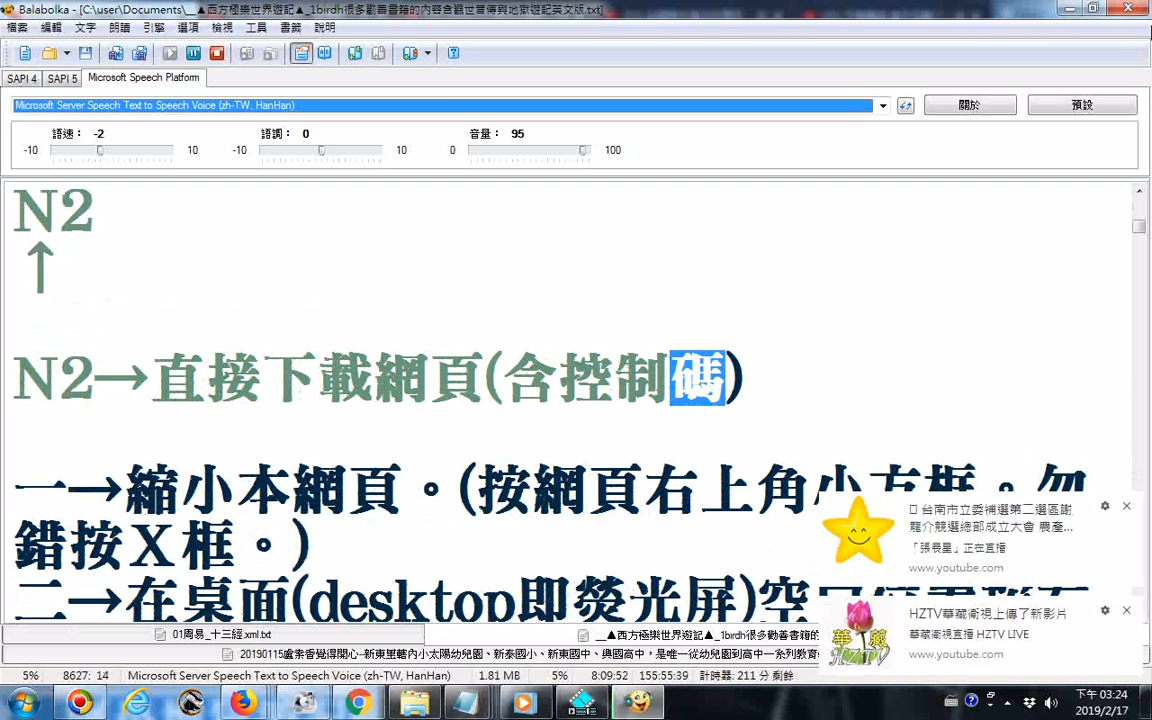 Balabolka - [C:\user\Documents\__▲西方極樂世界遊記▲_1birdh很多勸善書籍的內容含觀世音傳與地獄遊記英文版.txt]
檔案 編輯 文字 朗讀 引擎 選項 檢視 工具 書籤 說明
SAPI 4 SAPI 5 Microsoft Speech Platform
Microsoft Server Speech Text to Speech Voice (zh-TW, HanHan) 關於 預設
語速： -2 語調： 0 音量： 95
-10 10 -10 10 0 100
N2
↑
N2→直接下載網頁(含控制碼)
一→縮小本網頁。(按網頁右上角小方框。勿
錯按X框。)
二→在桌面(desktop即熒光屏)空
台南市立委補選第二選區謝
龍介競選總部成立大會 農產...
「張辰星」正在直播
www.youtube.com
HZTV華藏衛視上傳了新影片
華藏衛視直播 HZTV LIVE
www.youtube.com
華藏
HZTV
01周易_十三經.xml.txt __▲西方極樂世界遊記▲_1birdh很多勸善書籍的
20190115盧素香覺得開心~新東里轄內小太陽幼兒園、新泰國小、新東國中、興國高中，是唯一從幼兒園到高中一系列教育
5% 8627: 14 Microsoft Server Speech Text to Speech Voice (zh-TW, HanHan) 1.81 MB 5% 8:09:52 155:55:39 計時器: 211 分 剩餘
下午 03:24
2019/2/17